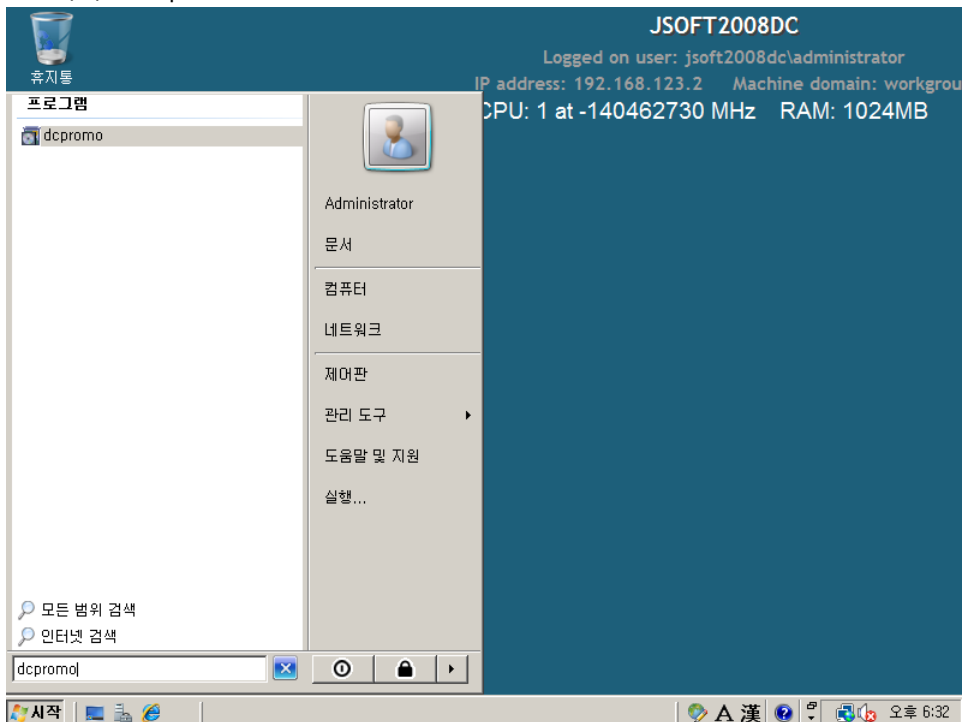 JSOFT2008DC
Logged on user: jsoft2008dc\administrator
IP address: 192.168.123.2 Machine domain: workgrou
CPU: 1 at -140462730 MHz RAM: 1024MB
휴지통
프로그램
dcpromo
Administrator
문서
컴퓨터
네트워크
제어판
관리 도구
도움말 및 지원
실행...
모든 범위 검색
인터넷 검색
dcpromo
시작
A 漢
오후 6:32